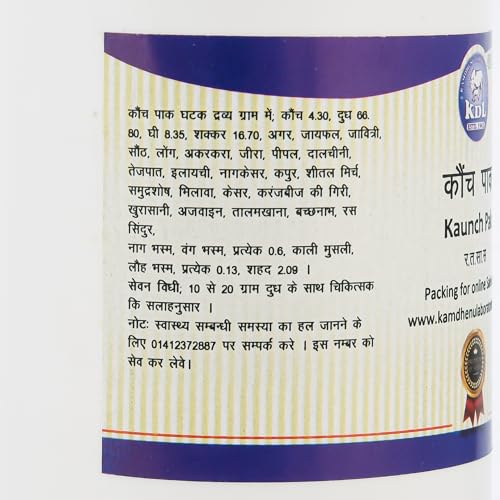 कौंच पाक घटक द्रव्य ग्राम में; कौंच 4.30, दुध 66.
80, घी 8.35, शक्कर 16.70, अगर, जायफल, जावित्री,
सौंठ, लोंग, अकरकरा, जीरा, पीपल, दालचीनी,
तेजपात, इलायची, नागकेसर, कपुर, शीतल मिर्च,
समुद्रशोष, भिलावा, केसर, करंजबीज की गिरी,
खुरासानी, अजवाइन, तालमखाना, बच्छनाभ, रस
सिंदुर,
नाग भस्म, वंग भस्म, प्रत्येक 0.6, काली मुसली,
लौह भस्म, प्रत्येक 0.13, शहद 2.09 ।
सेवन विधी; 10 से 20 ग्राम दुध के साथ चिकित्सक
कि सलाहनुसार ।
नोटः स्वास्थ्य सम्बन्धी समस्या का हल जानने के
लिए 01412372887 पर सम्पर्क करे । इस नम्बर को
सेव कर लेवे ।
KDL
कौंच पा
Kaunch Pa
र.त.सा.स
Packing for online Sal
www.kamdhenulaborat